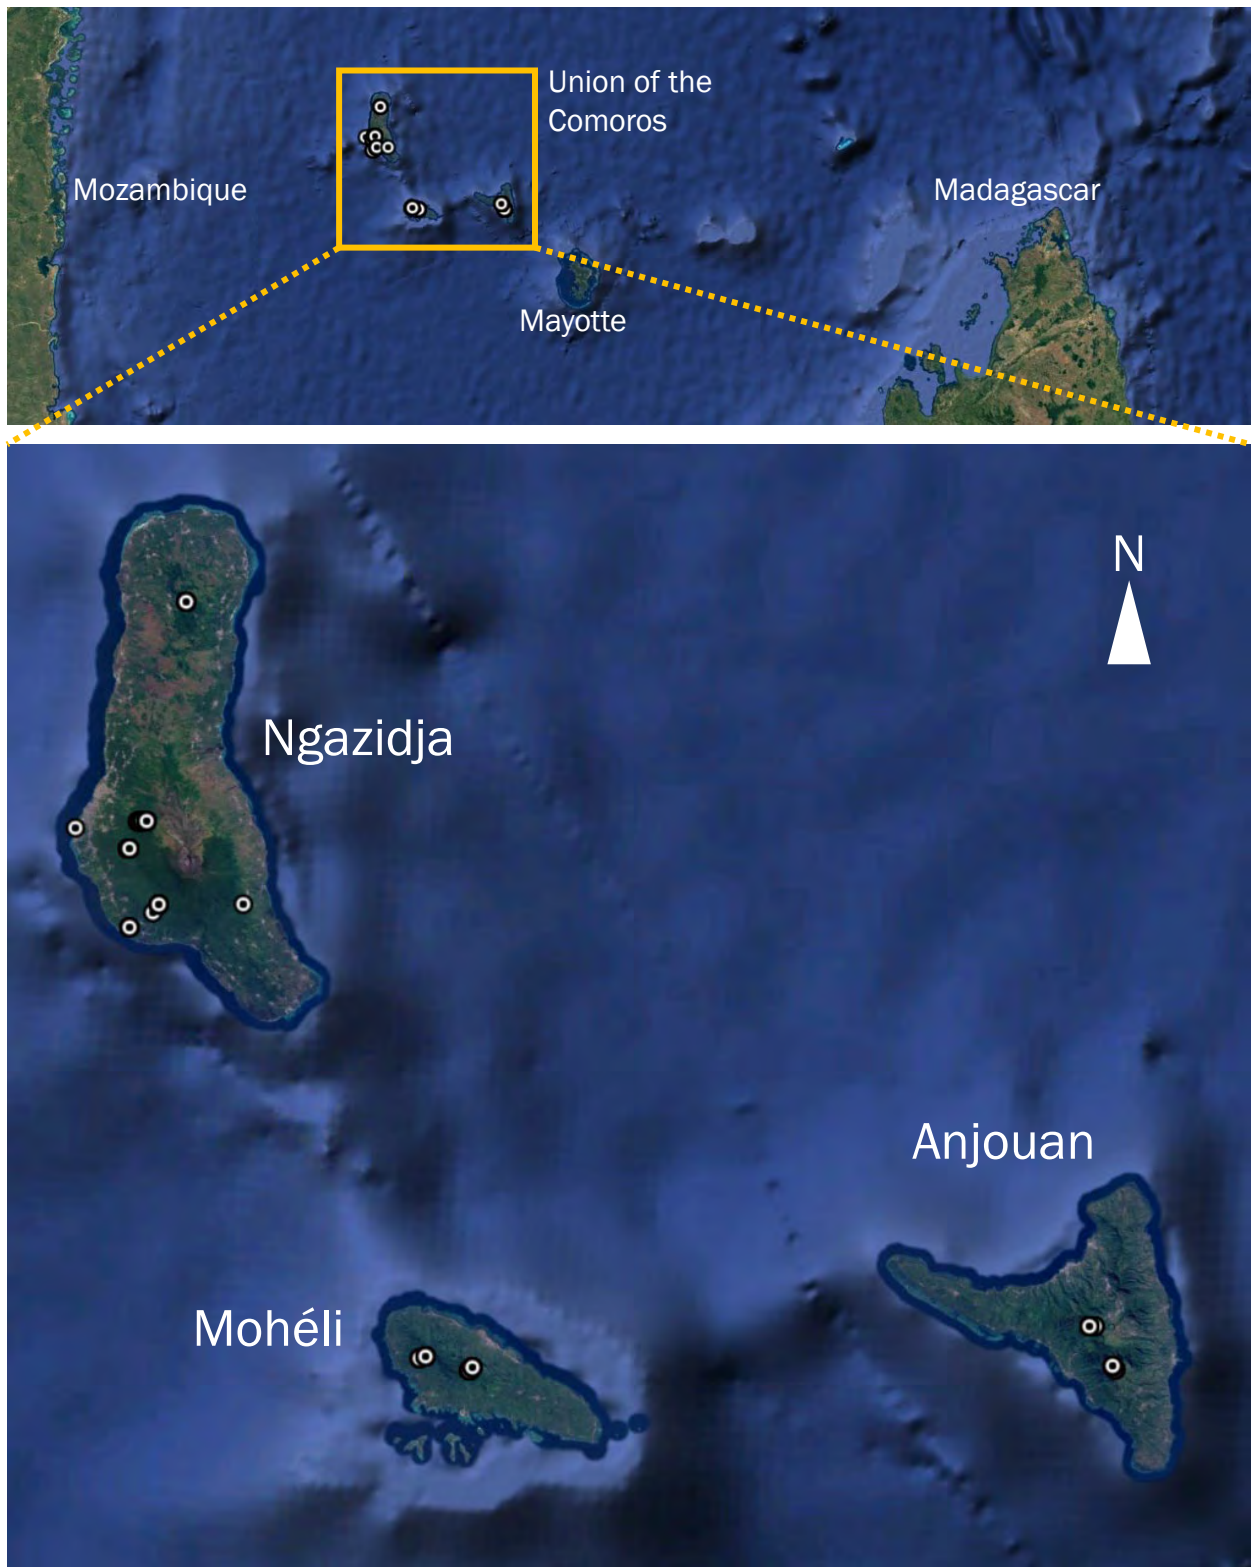 Union of the
Comoros
Mozambique
Madagascar
Mayotte
N
Ngazidja
Anjouan
Mohéli